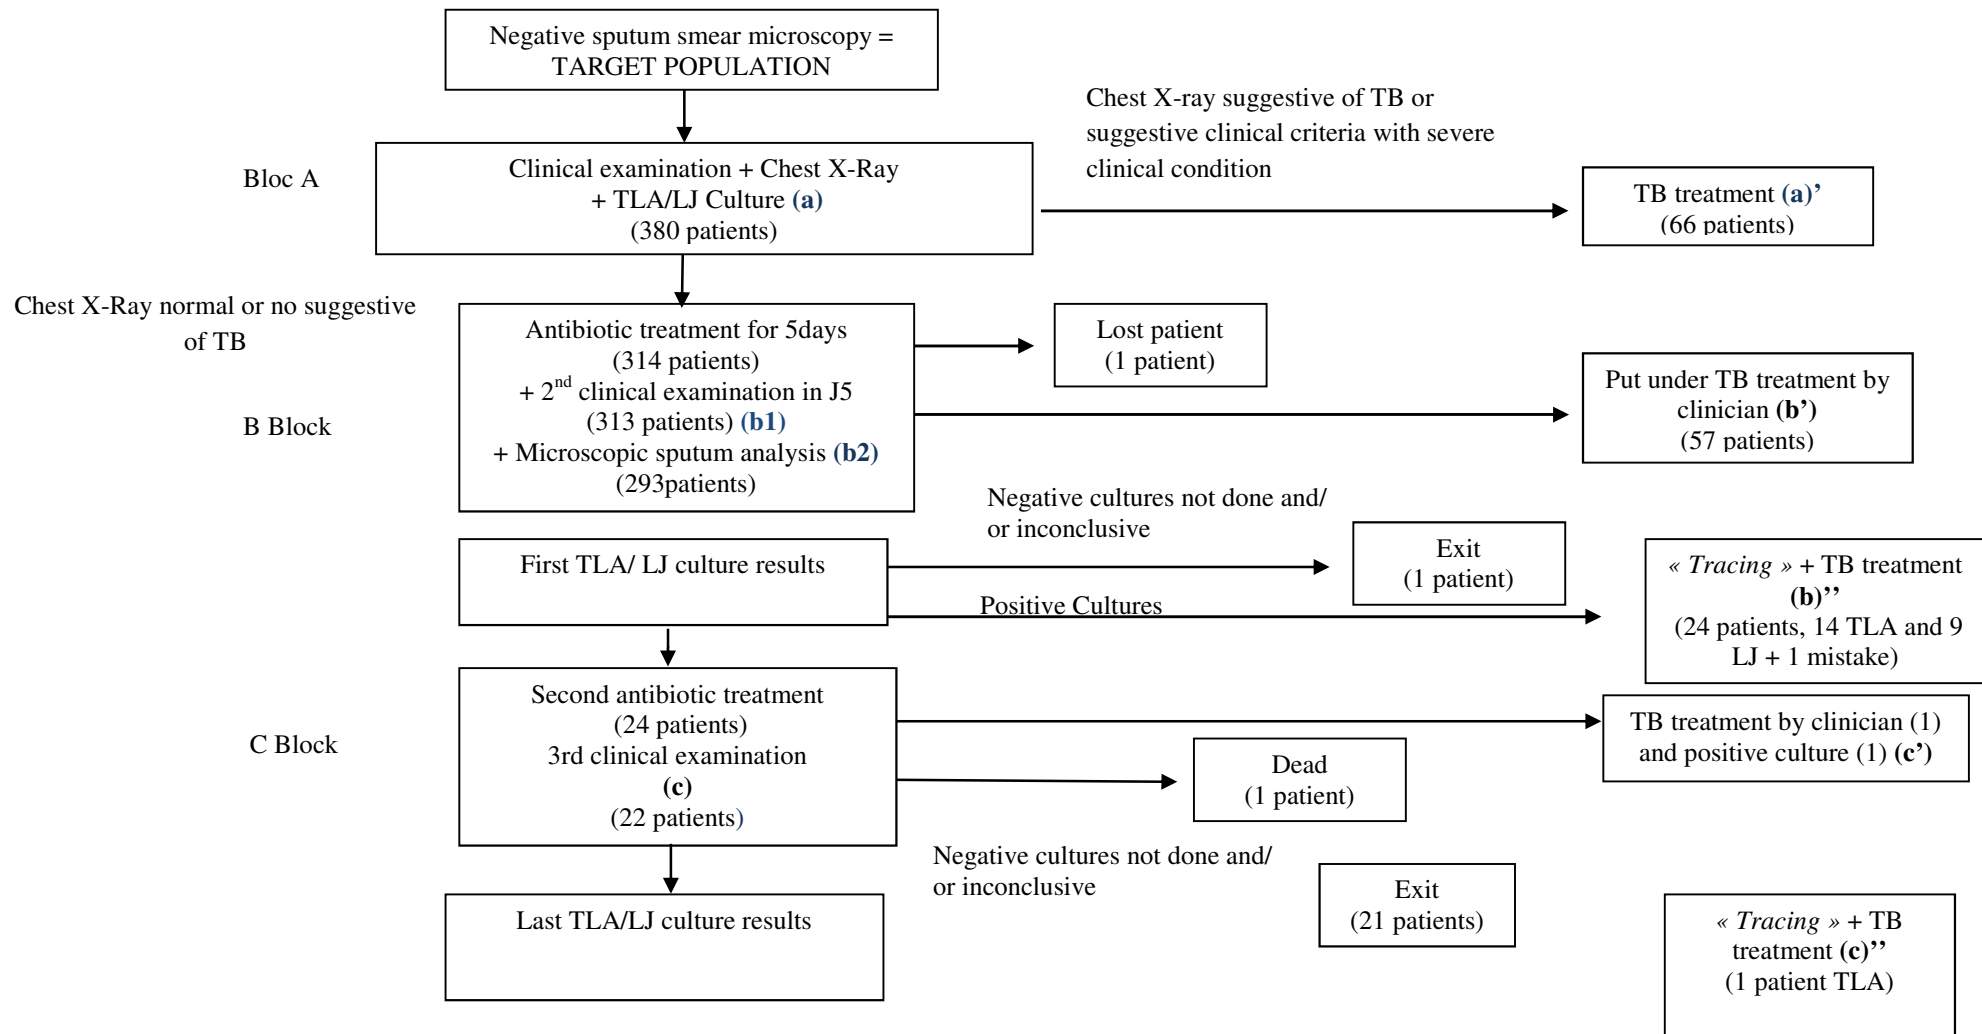 Negative sputum smear microscopy =
TARGET POPULATION
Chest X-ray suggestive of TB or
suggestive clinical criteria with severe
clinical condition
Bloc A
Clinical examination + Chest X-Ray
+ TLA/LJ Culture (a)
(380 patients)
TB treatment (a)’
(66 patients)
Chest X-Ray normal or no suggestive
of TB
Antibiotic treatment for 5days
(314 patients)
+ 2nd clinical examination in J5
(313 patients) (b1)
+ Microscopic sputum analysis (b2)
(293patients)
Lost patient
(1 patient)
Put under TB treatment by
clinician (b’)
(57 patients)
B Block
Negative cultures not done and/
or inconclusive
First TLA/ LJ culture results
Exit
(1 patient)
Positive Cultures
« Tracing » + TB treatment
(b)’’
(24 patients, 14 TLA and 9
LJ + 1 mistake)
Second antibiotic treatment
(24 patients)
3rd clinical examination
(c)
(22 patients)
C Block
TB treatment by clinician (1)
and positive culture (1) (c’)
Dead
(1 patient)
Negative cultures not done and/
or inconclusive
Last TLA/LJ culture results
Exit
(21 patients)
« Tracing » + TB
treatment (c)’’
(1 patient TLA)